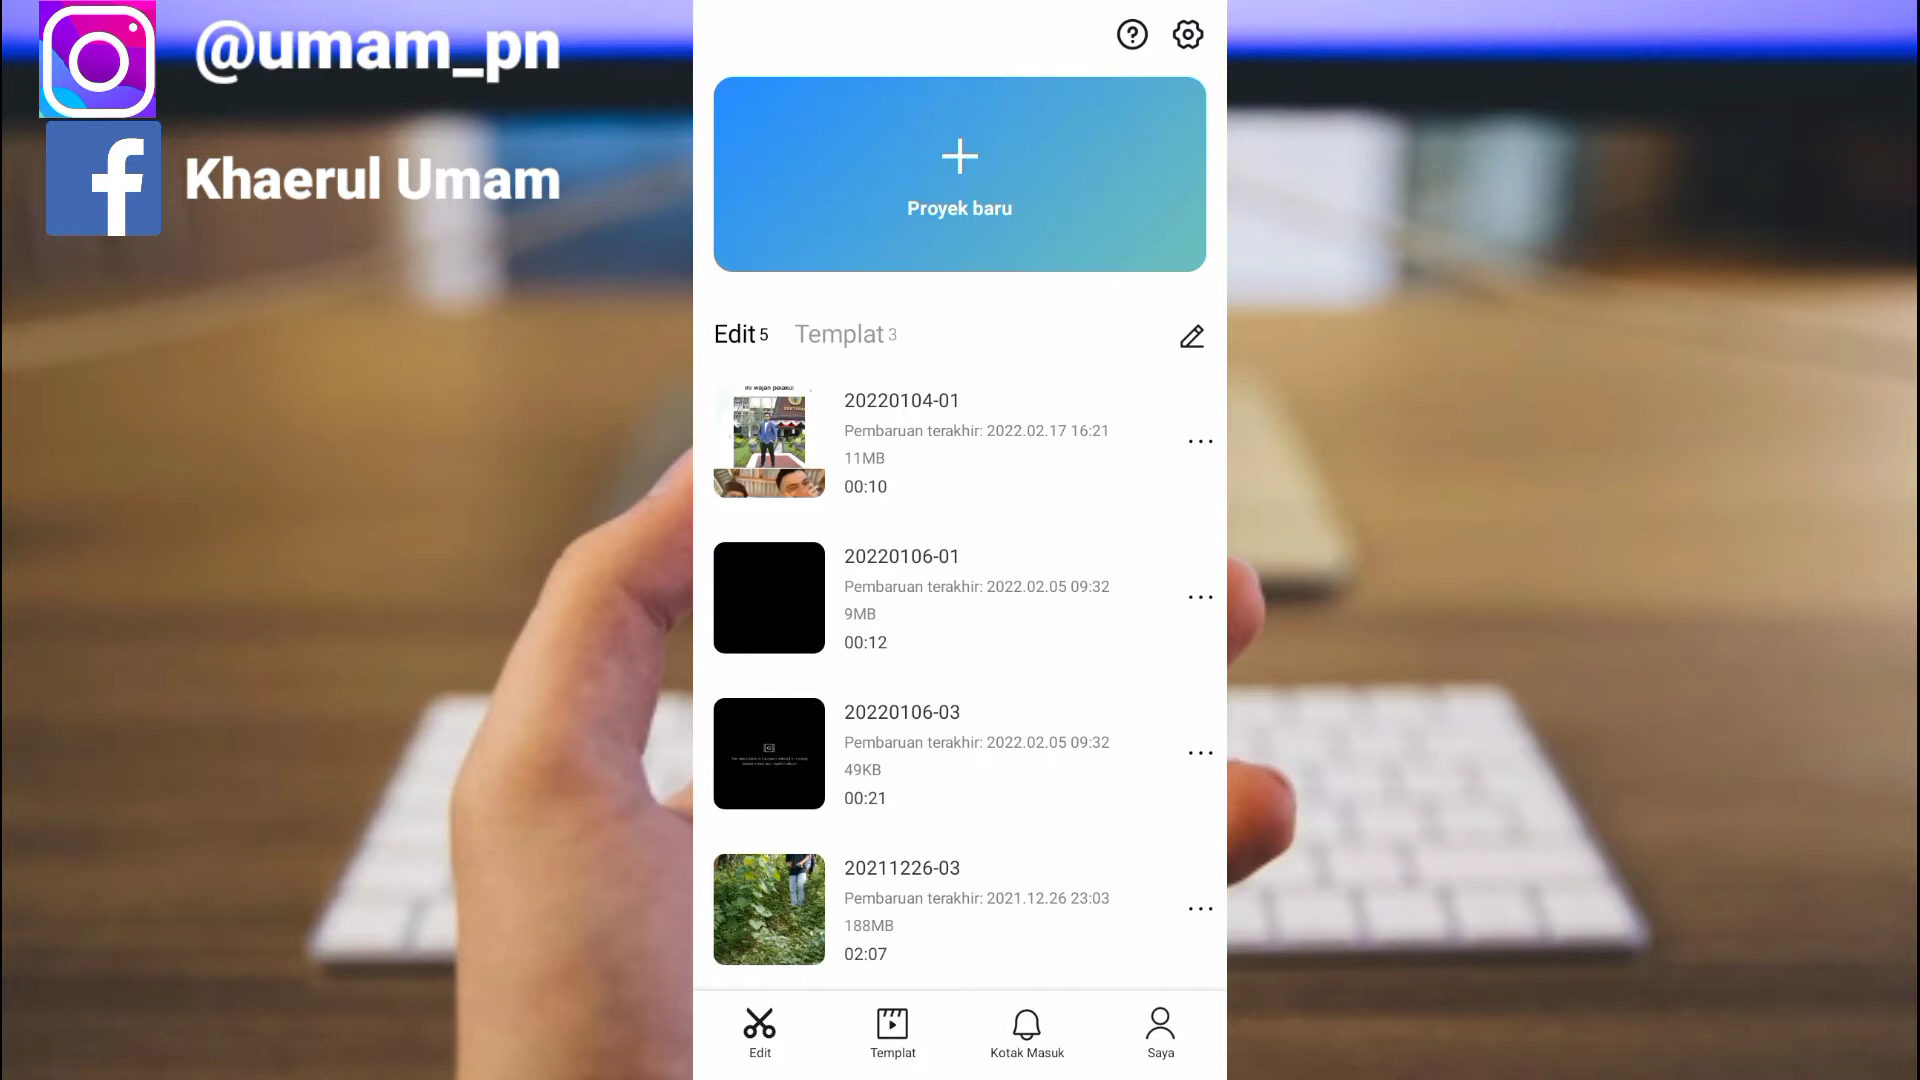 @umam_pn
Khaerul Umam
Proyek baru
Edit 5
Templat 3
20220104-01
Pembaruan terakhir: 2022.02.17 16:21
11MB
00:10
20220106-01
Pembaruan terakhir: 2022.02.05 09:32
9MB
00:12
20220106-03
Pembaruan terakhir: 2022.02.05 09:32
49KB
00:21
20211226-03
Pembaruan terakhir: 2021.12.26 23:03
188MB
02:07
Edit
Templat
Kotak Masuk
Saya